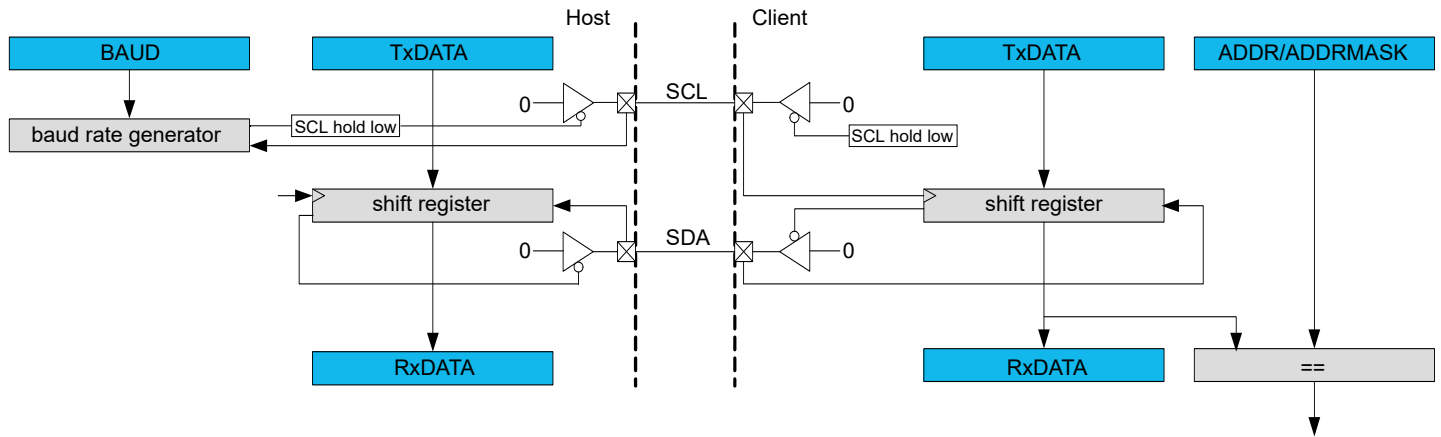 Host
Client
BAUD
TxDATA
TxDATA
ADDR/ADDRMASK
SCL
0
0
baud rate generator
SCL hold low
SCL hold low
shift register
shift register
SDA
0
0
RxDATA
RxDATA
==